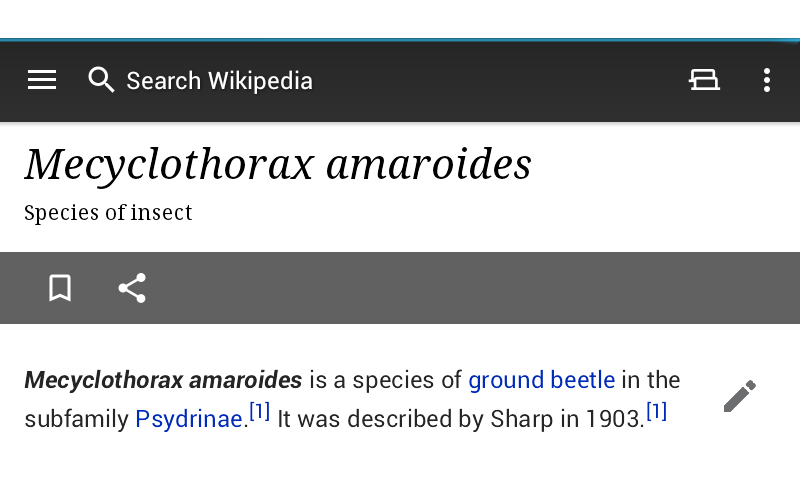 Search Wikipedia
Mecyclothorax amaroides
Species of insect
Mecyclothorax amaroides is a species of ground beetle in the
subfamily Psydrinae.[1] It was described by Sharp in 1903.[1]